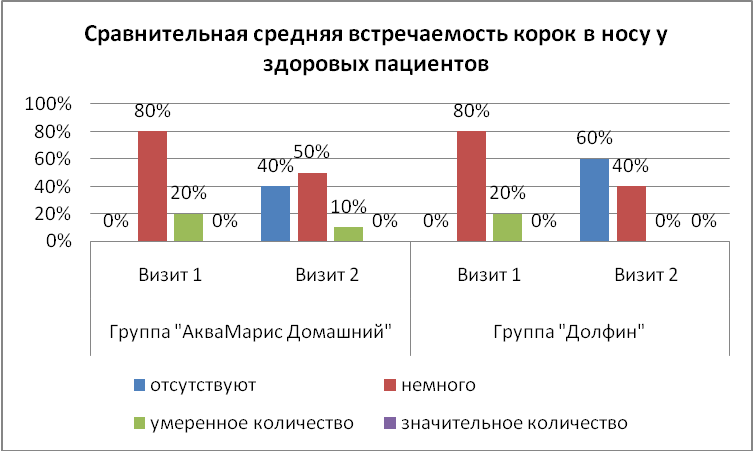 Сравнительная средняя встречаемость корок в носу у
здоровых пациентов
100%
80%
60%
40%
20%
0%
0%
80%
20%
0%
40%
50%
10%
0%
0%
80%
20%
0%
60%
40%
0%
0%
Визит 1
Визит 2
Визит 1
Визит 2
Группа "АкваМарис Домашний"
Группа "Долфин"
отсутствуют
немного
умеренное количество
значительное количество